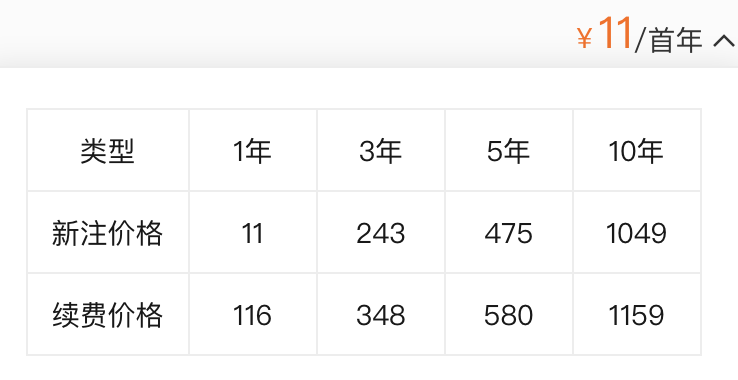 ¥11/首年
类型 1年 3年 5年 10年
新注价格 11 243 475 1049
续费价格 116 348 580 1159